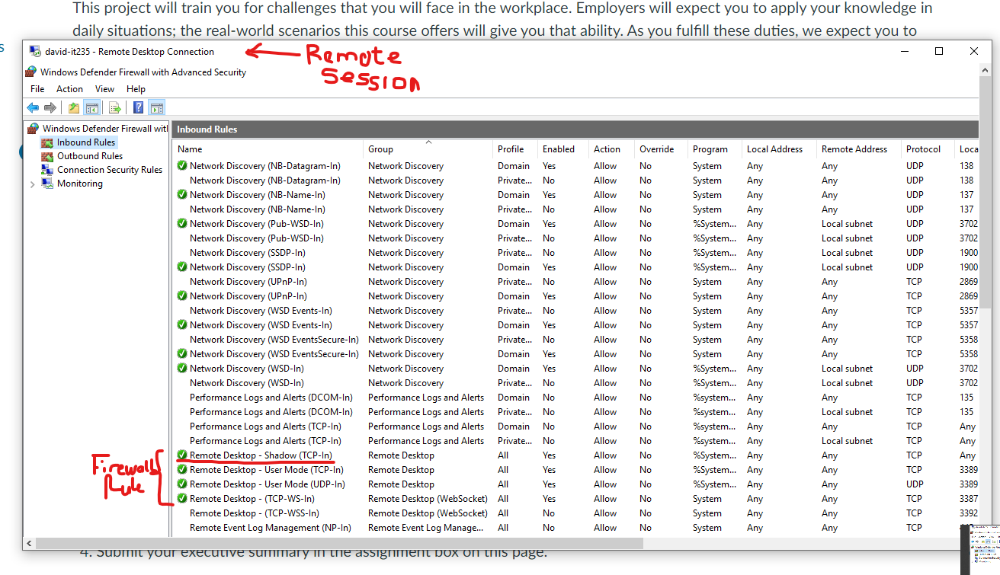 This project will train you for challenges that you will face in the workplace. Employers will expect you to apply your knowledge in
daily situations; the real-world scenarios this course offers will give you that ability. As you fulfill these duties, we expect you to
s
david-it235 - Remote Desktop Connection
Remote
Session
Windows Defender Firewall with Advanced Security
File Action View Help
Windows Defender Firewall wit
Inbound Rules
Outbound Rules
Connection Security Rules
Monitoring
Inbound Rules
Name Group Profile Enabled Action Override Program Local Address Remote Address Protocol Loca
Network Discovery (NB-Datagram-In) Network Discovery Domain Yes Allow No System Any Any UDP 138
Network Discovery (NB-Datagram-In) Network Discovery Private... No Allow No System Any Any UDP 138
Network Discovery (NB-Name-In) Network Discovery Domain Yes Allow No System Any Any UDP 137
Network Discovery (NB-Name-In) Network Discovery Private... No Allow No System Any Any UDP 137
Network Discovery (Pub-WSD-In) Network Discovery Domain Yes Allow No %System... Any Local subnet UDP 3702
Network Discovery (Pub-WSD-In) Network Discovery Private... No Allow No %System... Any Local subnet UDP 3702
Network Discovery (SSDP-In) Network Discovery Private... No Allow No %System... Any Local subnet UDP 1900
Network Discovery (SSDP-In) Network Discovery Domain Yes Allow No %System... Any Local subnet UDP 1900
Network Discovery (UPnP-In) Network Discovery Private... No Allow No System Any Any TCP 2869
Network Discovery (UPnP-In) Network Discovery Domain Yes Allow No System Any Any TCP 2869
Network Discovery (WSD Events-In) Network Discovery Private... No Allow No System Any Any TCP 5357
Network Discovery (WSD Events-In) Network Discovery Domain Yes Allow No System Any Any TCP 5357
Network Discovery (WSD EventsSecure-In) Network Discovery Private... No Allow No System Any Any TCP 5358
Network Discovery (WSD EventsSecure-In) Network Discovery Domain Yes Allow No System Any Any TCP 5358
Network Discovery (WSD-In) Network Discovery Domain Yes Allow No %System... Any Local subnet UDP 3702
Network Discovery (WSD-In) Network Discovery Private... No Allow No %System... Any Local subnet UDP 3702
Performance Logs and Alerts (DCOM-In) Performance Logs and Alerts Domain No Allow No %system... Any Any TCP 135
Performance Logs and Alerts (DCOM-In) Performance Logs and Alerts Private... No Allow No %system... Any Local subnet TCP 135
Performance Logs and Alerts (TCP-In) Performance Logs and Alerts Domain No Allow No %system... Any Any TCP Any
Performance Logs and Alerts (TCP-In) Performance Logs and Alerts Private... No Allow No %system... Any Local subnet TCP Any
Remote Desktop - Shadow (TCP-In) Remote Desktop All Yes Allow No %System... Any Any TCP Any
Remote Desktop - User Mode (TCP-In) Remote Desktop All Yes Allow No %System... Any Any TCP 3389
Remote Desktop - User Mode (UDP-In) Remote Desktop All Yes Allow No %System... Any Any UDP 3389
Remote Desktop - (TCP-WS-In) Remote Desktop (WebSocket) All Yes Allow No System Any Any TCP 3387
Remote Desktop - (TCP-WSS-In) Remote Desktop (WebSocket) All No Allow No System Any Any TCP 3392
Remote Event Log Management (NP-In) Remote Event Log Manage... All No Allow No System Any Any TCP
Firewall
Rule
4. Submit your executive summary in the assignment box on this page.